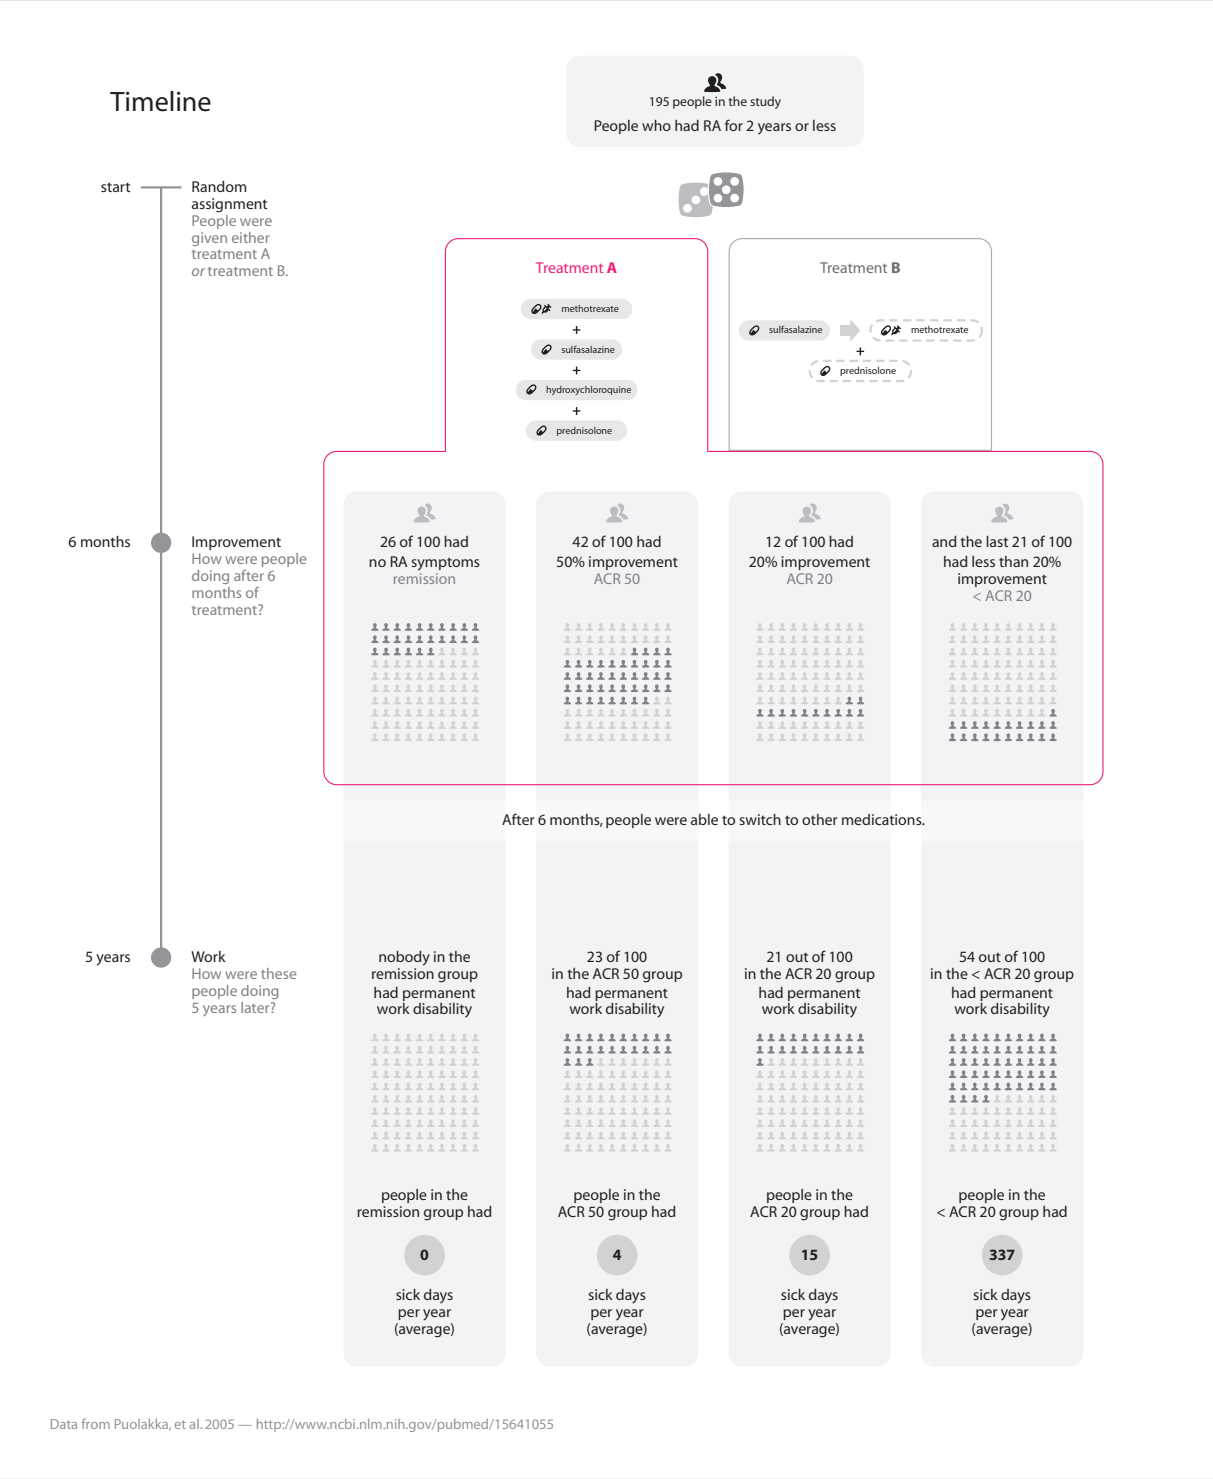 Timeline
195 people in the study
People who had RA for 2 years or less
start
Random
assignment
People were
given either
treatment A
or treatment B.
Treatment A
methotrexate
+
sulfasalazine
+
hydroxychloroquine
+
prednisolone
Treatment B
sulfasalazine
methotrexate
+
prednisolone
6 months
Improvement
How were people
doing after 6
months of
treatment?
26 of 100 had
no RA symptoms
remission
42 of 100 had
50% improvement
ACR 50
12 of 100 had
20% improvement
ACR 20
and the last 21 of 100
had less than 20%
improvement
< ACR 20
After 6 months, people were able to switch to other medications.
5 years
Work
How were these
people doing
5 years later?
nobody in the
remission group
had permanent
work disability
23 of 100
in the ACR 50 group
had permanent
work disability
21 out of 100
in the ACR 20 group
had permanent
work disability
54 out of 100
in the < ACR 20 group
had permanent
work disability
people in the
remission group had
0
sick days
per year
(average)
people in the
ACR 50 group had
4
sick days
per year
(average)
people in the
ACR 20 group had
15
sick days
per year
(average)
people in the
< ACR 20 group had
337
sick days
per year
(average)
Data from Puolakka, et al. 2005 — http://www.ncbi.nlm.nih.gov/pubmed/15641055